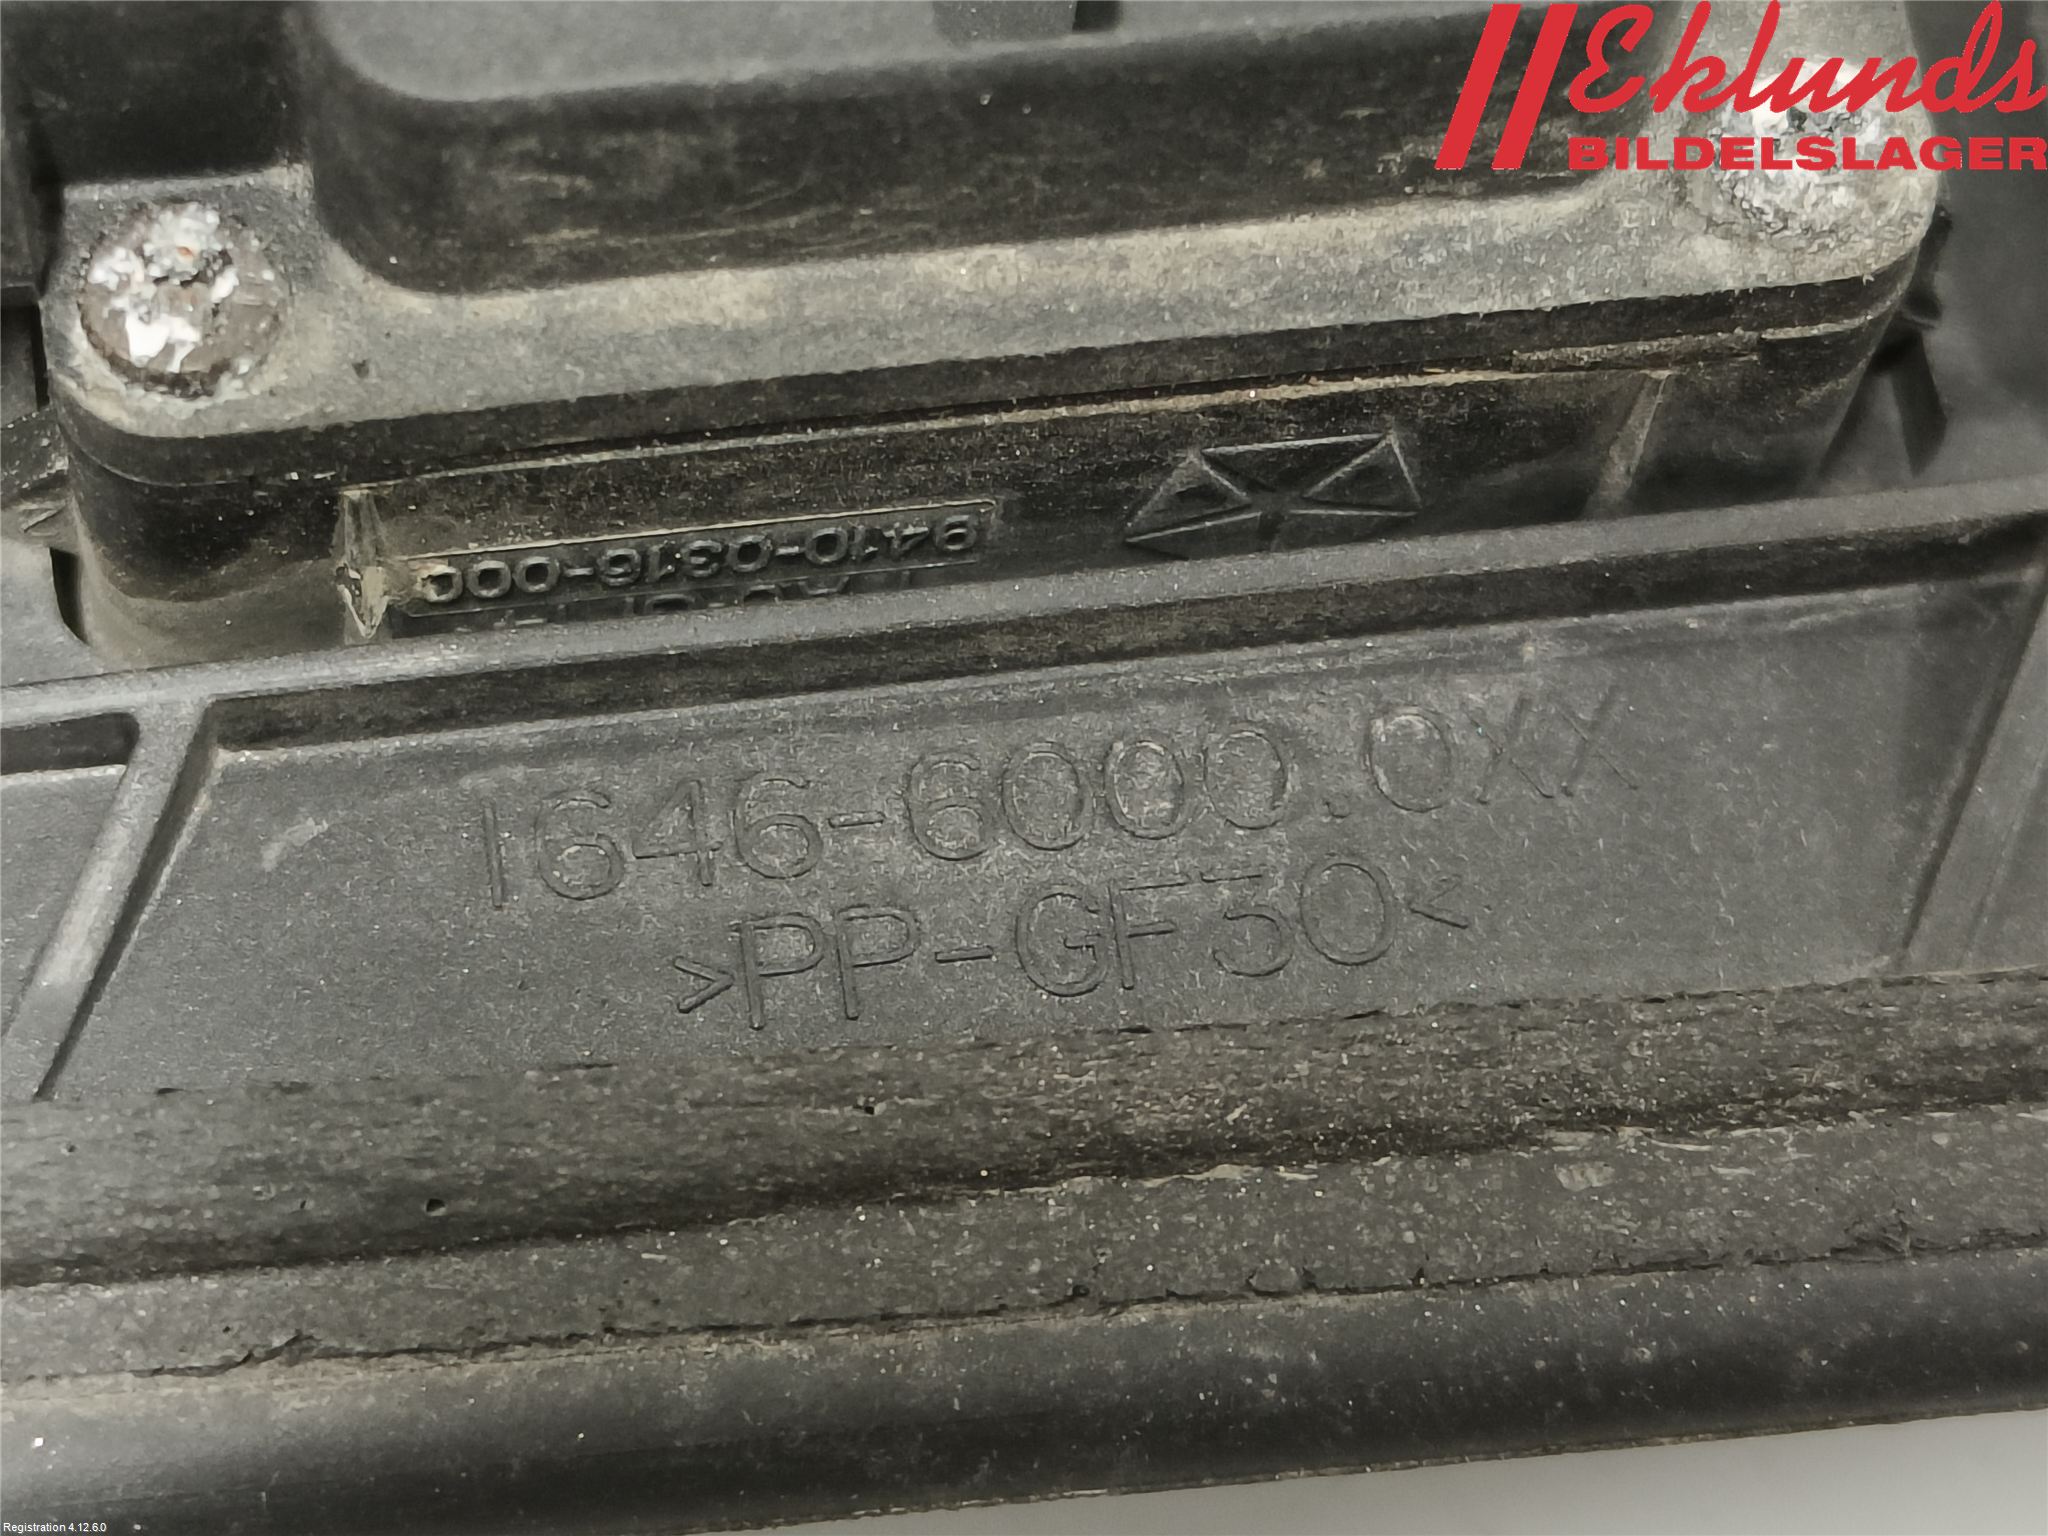 Eklunds
BILDELSLAGER
9410-0316-000
1646-6000.0XX
>PP-GF30<
Registration 4.12.6.0